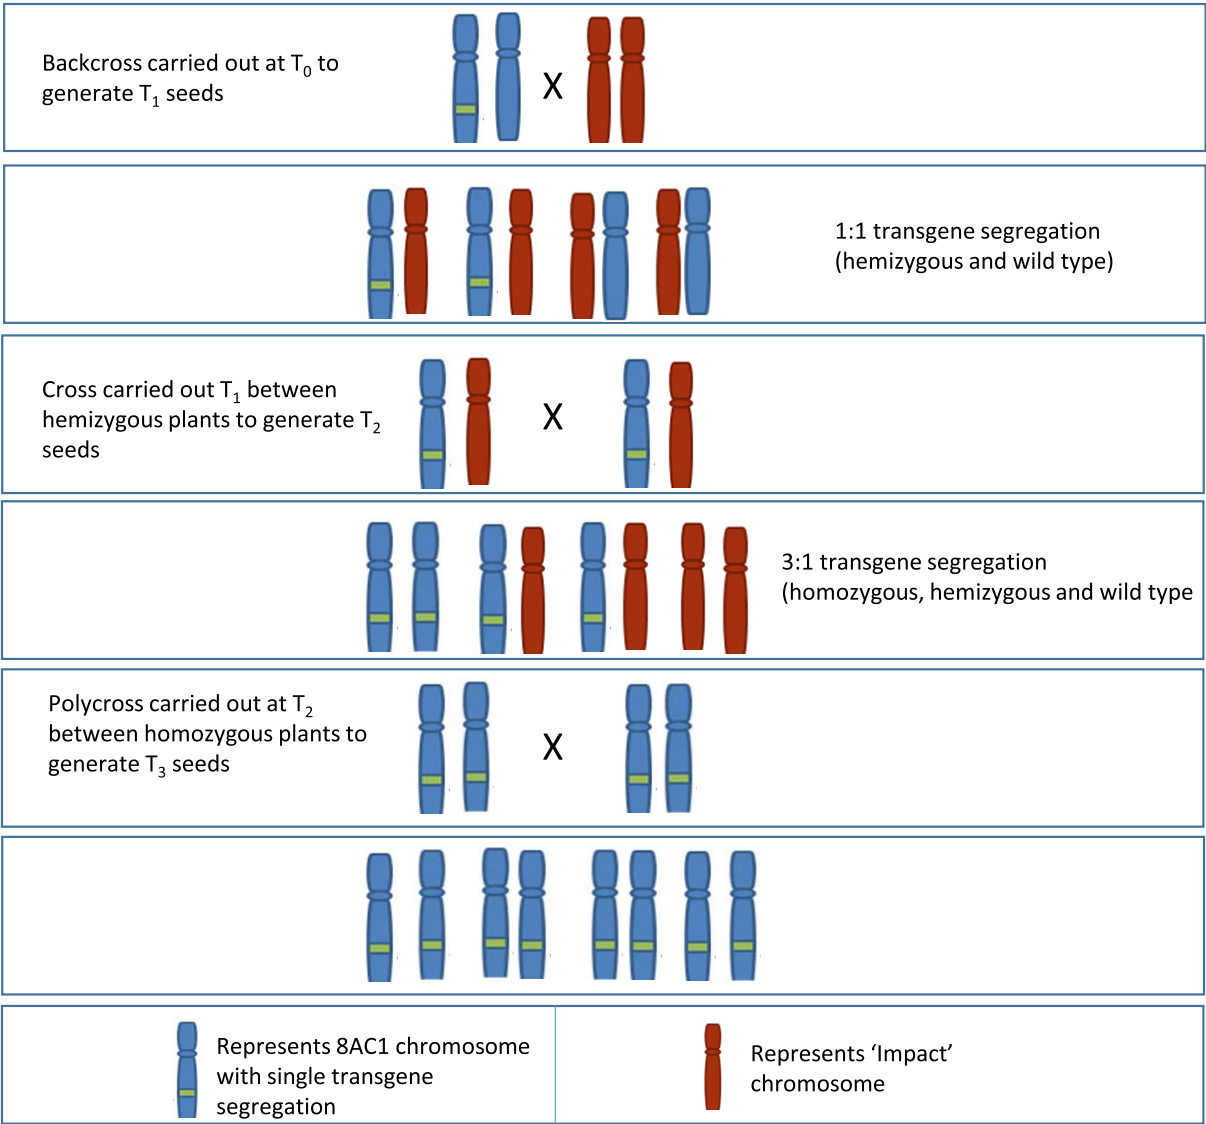 Backcross carried out at T0 to
generate T1 seeds
X
1:1 transgene segregation
(hemizygous and wild type)
Cross carried out T1 between
hemizygous plants to generate T2
seeds
X
3:1 transgene segregation
(homozygous, hemizygous and wild type
Polycross carried out at T2
between homozygous plants to
generate T3 seeds
X
Represents 8AC1 chromosome
with single transgene
segregation
Represents ‘Impact’
chromosome